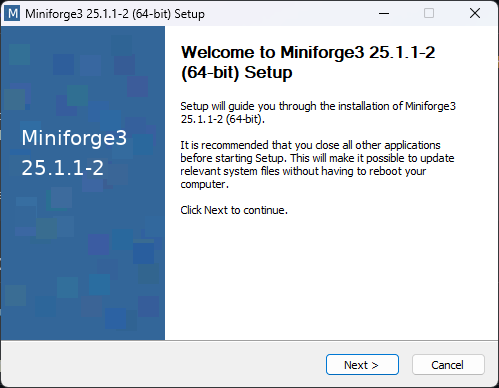 M Miniforge3 25.1.1-2 (64-bit) Setup
Miniforge3
25.1.1-2
Welcome to Miniforge3 25.1.1-2
(64-bit) Setup
Setup will guide you through the installation of Miniforge3
25.1.1-2 (64-bit).
It is recommended that you close all other applications
before starting Setup. This will make it possible to update
relevant system files without having to reboot your
computer.
Click Next to continue.
Next >
Cancel